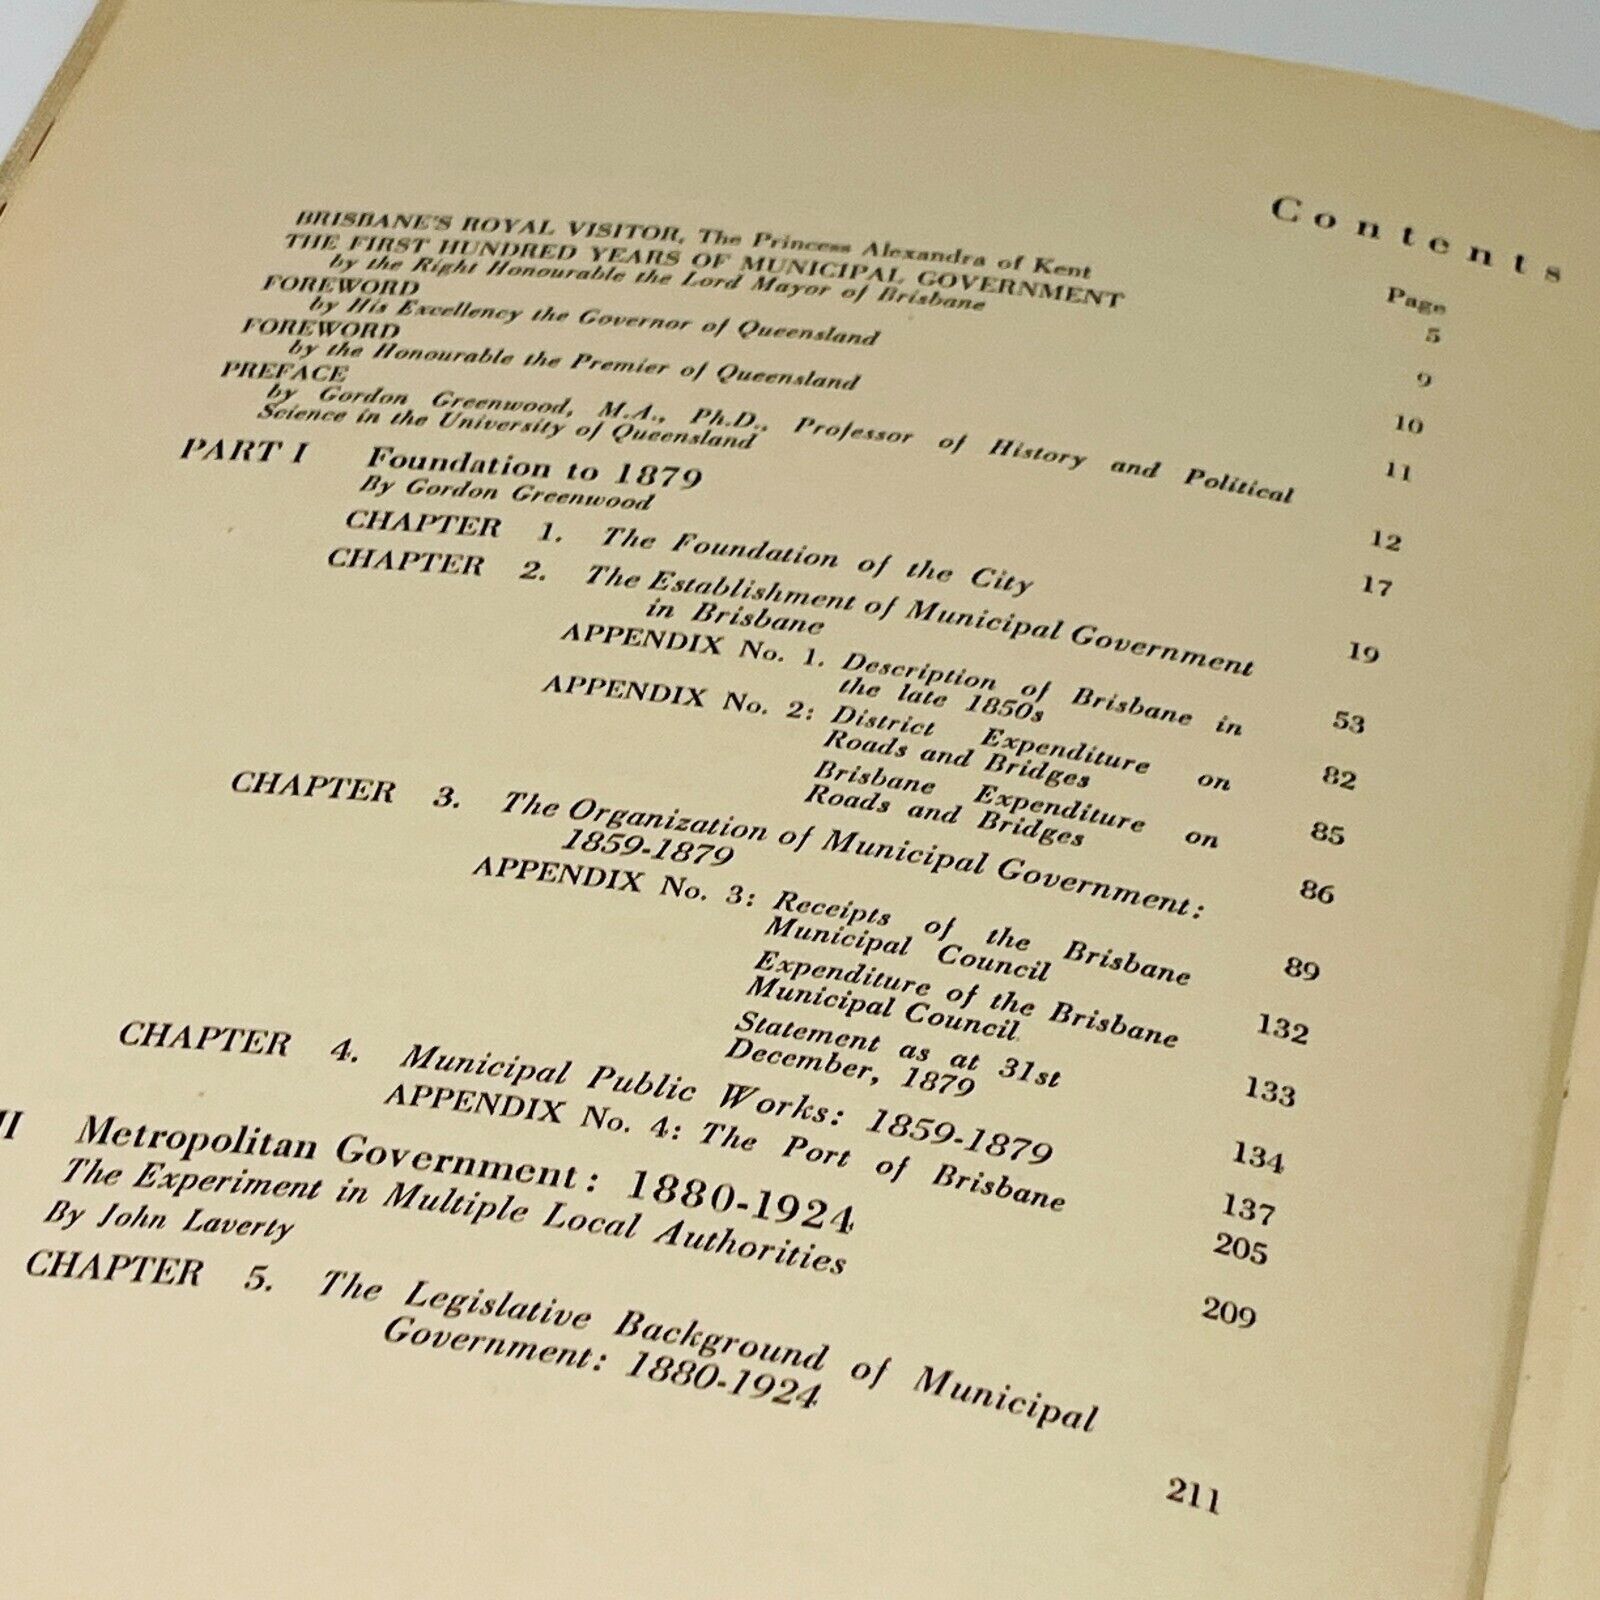 Contents
Page
BRISBANE'S ROYAL VISITOR, The Princess Alexandra of Kent 5
THE FIRST HUNDRED YEARS OF MUNICIPAL GOVERNMENT
by the Right Honourable the Lord Mayor of Brisbane 9
FOREWORD
by His Excellency the Governor of Queensland 10
FOREWORD
by the Honourable the Premier of Queensland 11
PREFACE
by Gordon Greenwood, M.A., Ph.D., Professor of History and Political
Science in the University of Queensland 12
PART I Foundation to 1879 17
By Gordon Greenwood
CHAPTER 1. The Foundation of the City 19
CHAPTER 2. The Establishment of Municipal Government
in Brisbane 53
APPENDIX No. 1. Description of Brisbane in
the late 1850s 82
APPENDIX No. 2: District Expenditure on
Roads and Bridges 85
Brisbane Expenditure on
Roads and Bridges 86
CHAPTER 3. The Organization of Municipal Government:
1859-1879 89
APPENDIX No. 3: Receipts of the Brisbane
Municipal Council 132
Expenditure of the Brisbane
Municipal Council 133
Statement as at 31st
December, 1879 134
CHAPTER 4. Municipal Public Works: 1859-1879 137
APPENDIX No. 4: The Port of Brisbane 205
II Metropolitan Government: 1880-1924 209
The Experiment in Multiple Local Authorities
By John Laverty
CHAPTER 5. The Legislative Background of Municipal
Government: 1880-1924 211